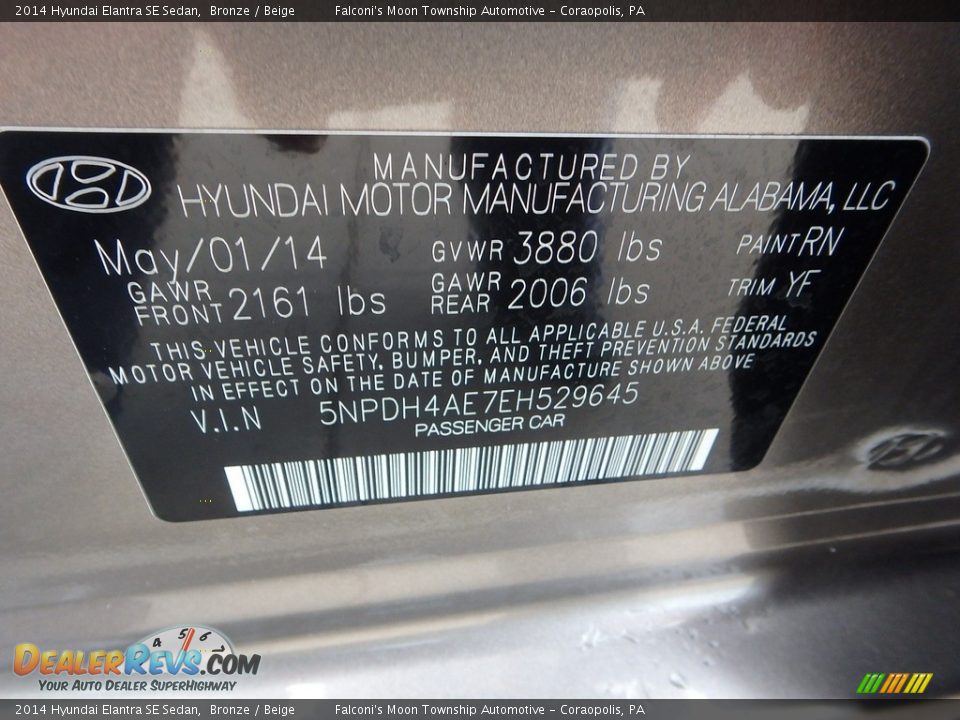 2014 Hyundai Elantra SE Sedan, Bronze / Beige Falconi's Moon Township Automotive - Coraopolis, PA
MANUFACTURED BY
HYUNDAI MOTOR MANUFACTURING ALABAMA, LLC
May/01/14 GVWR 3880 lbs PAINT RN
GAWR FRONT 2161 lbs GAWR REAR 2006 lbs TRIM YF
THIS VEHICLE CONFORMS TO ALL APPLICABLE U.S.A. FEDERAL
MOTOR VEHICLE SAFETY, BUMPER, AND THEFT PREVENTION STANDARDS
IN EFFECT ON THE DATE OF MANUFACTURE SHOWN ABOVE
V.I.N 5NPDH4AE7EH529645
PASSENGER CAR
4 5 6
DEALERREVS.COM
YOUR AUTO DEALER SUPERHIGHWAY
2014 Hyundai Elantra SE Sedan, Bronze / Beige Falconi's Moon Township Automotive - Coraopolis, PA